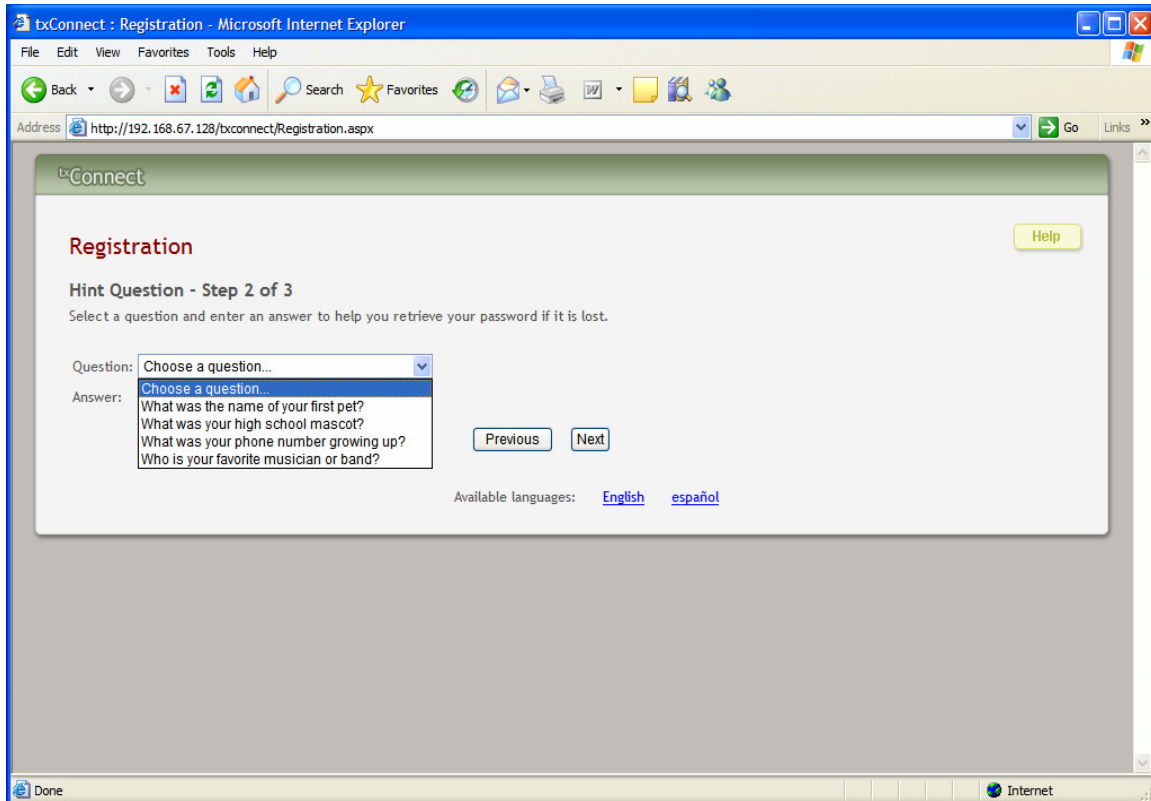 txConnect : Registration - Microsoft Internet Explorer
File Edit View Favorites Tools Help
Back Search Favorites W
Address http://192.168.67.128/txconnect/Registration.aspx Go Links »
txConnect
Registration
Help
Hint Question - Step 2 of 3
Select a question and enter an answer to help you retrieve your password if it is lost.
Question: Choose a question...
Choose a question...
Answer:
What was the name of your first pet?
What was your high school mascot?
What was your phone number growing up?
Who is your favorite musician or band?
Previous Next
Available languages: English español
Done Internet